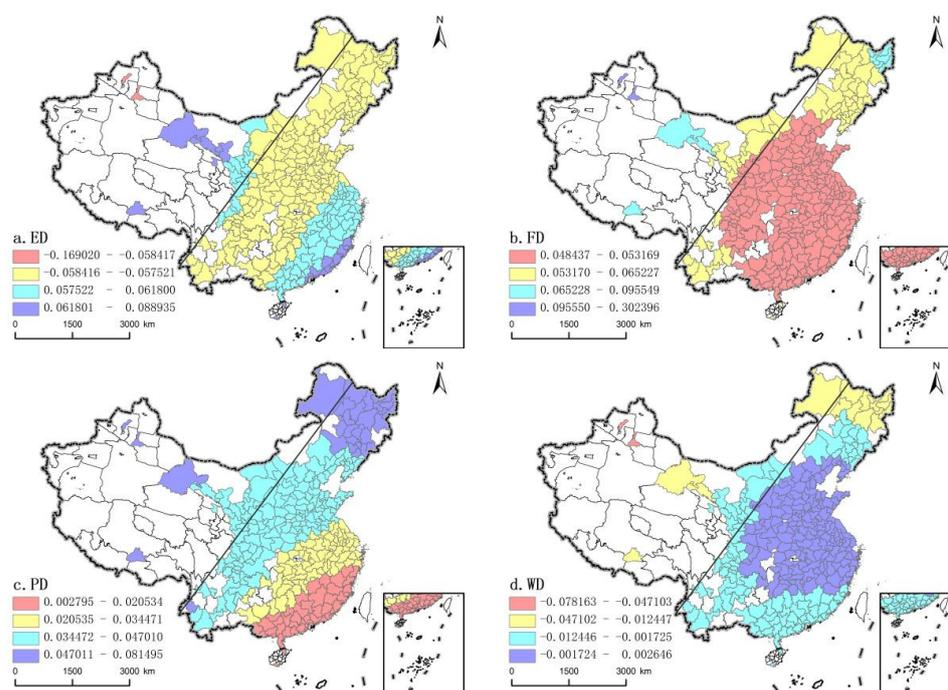 N
a. ED
-0.169020 - -0.058417
-0.058416 - -0.057521
0.057522 - 0.061800
0.061801 - 0.088935
0 1500 3000 km
N
b. FD
0.048437 - 0.053169
0.053170 - 0.065227
0.065228 - 0.095549
0.095550 - 0.302396
0 1500 3000 km
N
c. PD
0.002795 - 0.020534
0.020535 - 0.034471
0.034472 - 0.047010
0.047011 - 0.081495
0 1500 3000 km
N
d. WD
-0.078163 - -0.047103
-0.047102 - -0.012447
-0.012446 - -0.001725
-0.001724 - 0.002646
0 1500 3000 km